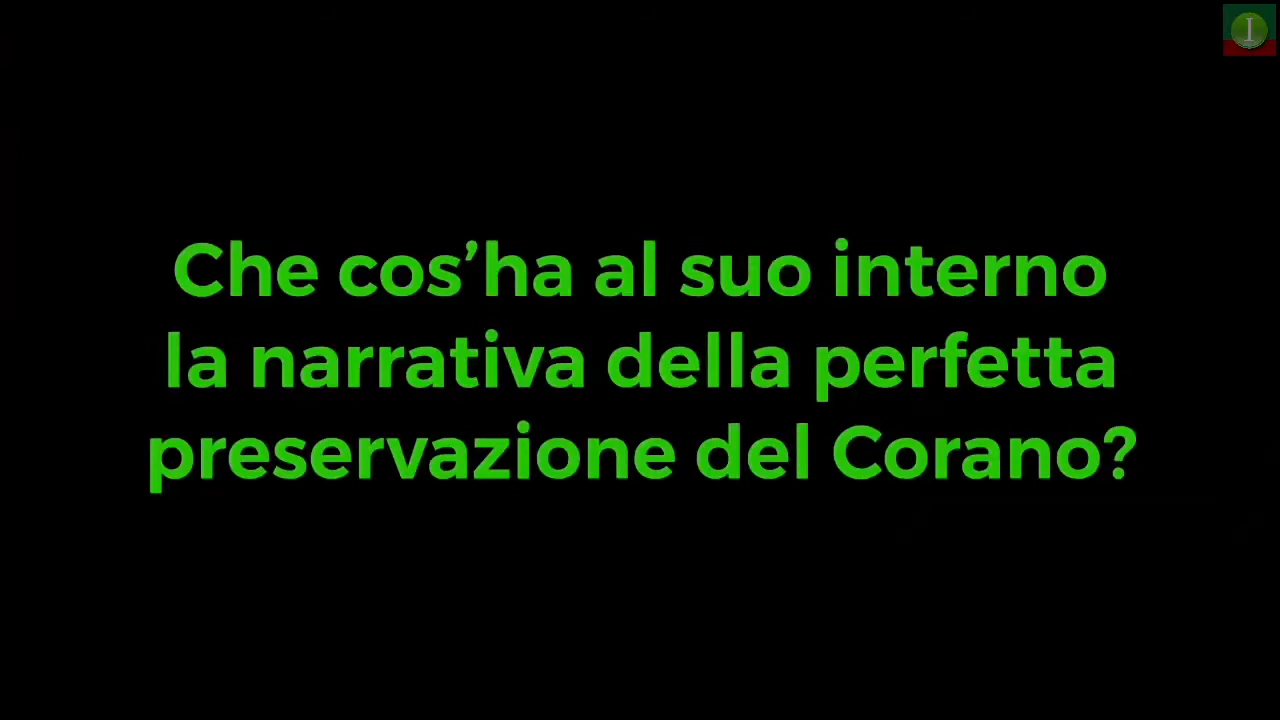 I
Che cos’ha al suo interno
la narrativa della perfetta
preservazione del Corano?